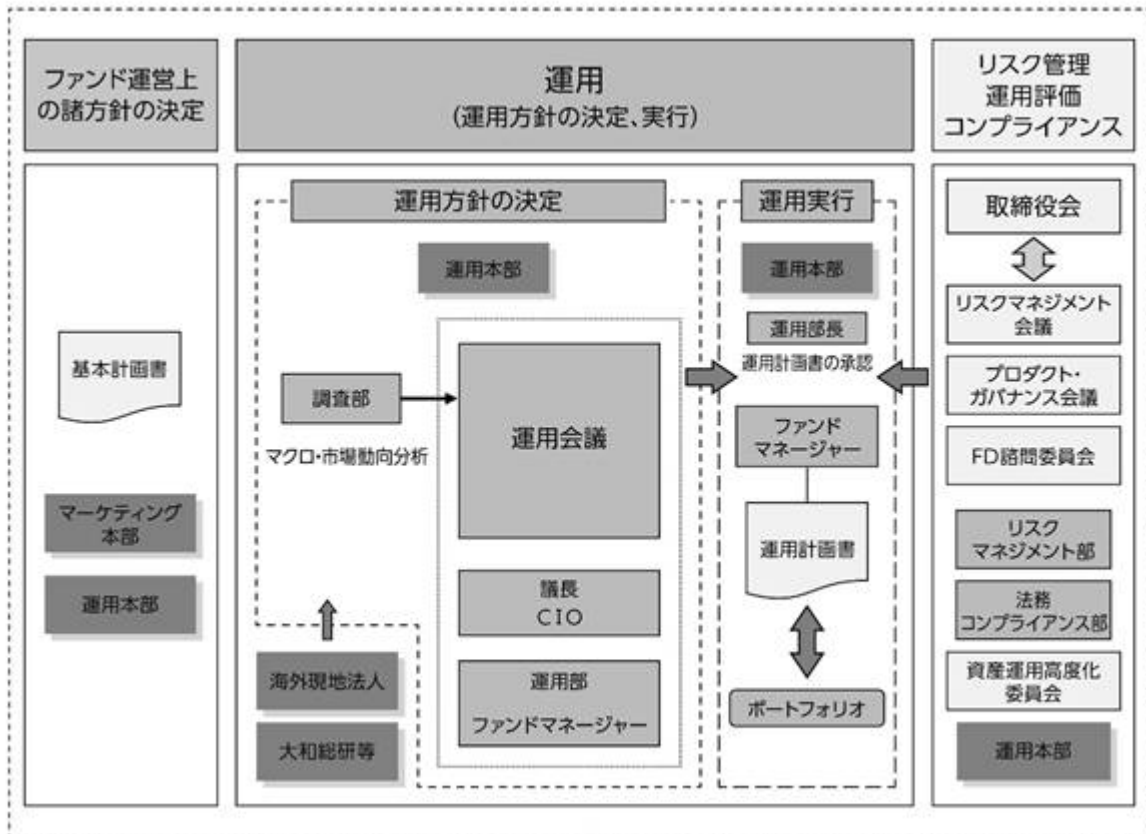 ファンド運営上
の諸方針の決定
基本計画書
マーケティング
本部
運用本部
運用
(運用方針の決定、実行)
運用方針の決定
運用本部
調査部
マクロ・市場動向分析
運用会議
議長
CIO
運用部
ファンドマネージャー
海外現地法人
大和総研等
運用実行
運用本部
運用部長
運用計画書の承認
ファンド
マネージャー
運用計画書
ポートフォリオ
リスク管理
運用評価
コンプライアンス
取締役会
リスクマネジメント
会議
プロダクト・
ガバナンス会議
FD諮問委員会
リスク
マネジメント部
法務
コンプライアンス部
資産運用高度化
委員会
運用本部